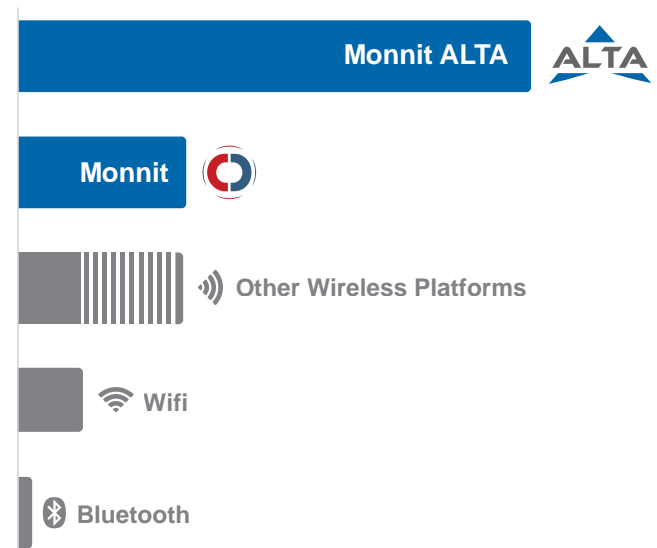 Monnit ALTA
ALTA
Monnit
Other Wireless Platforms
Wifi
Bluetooth